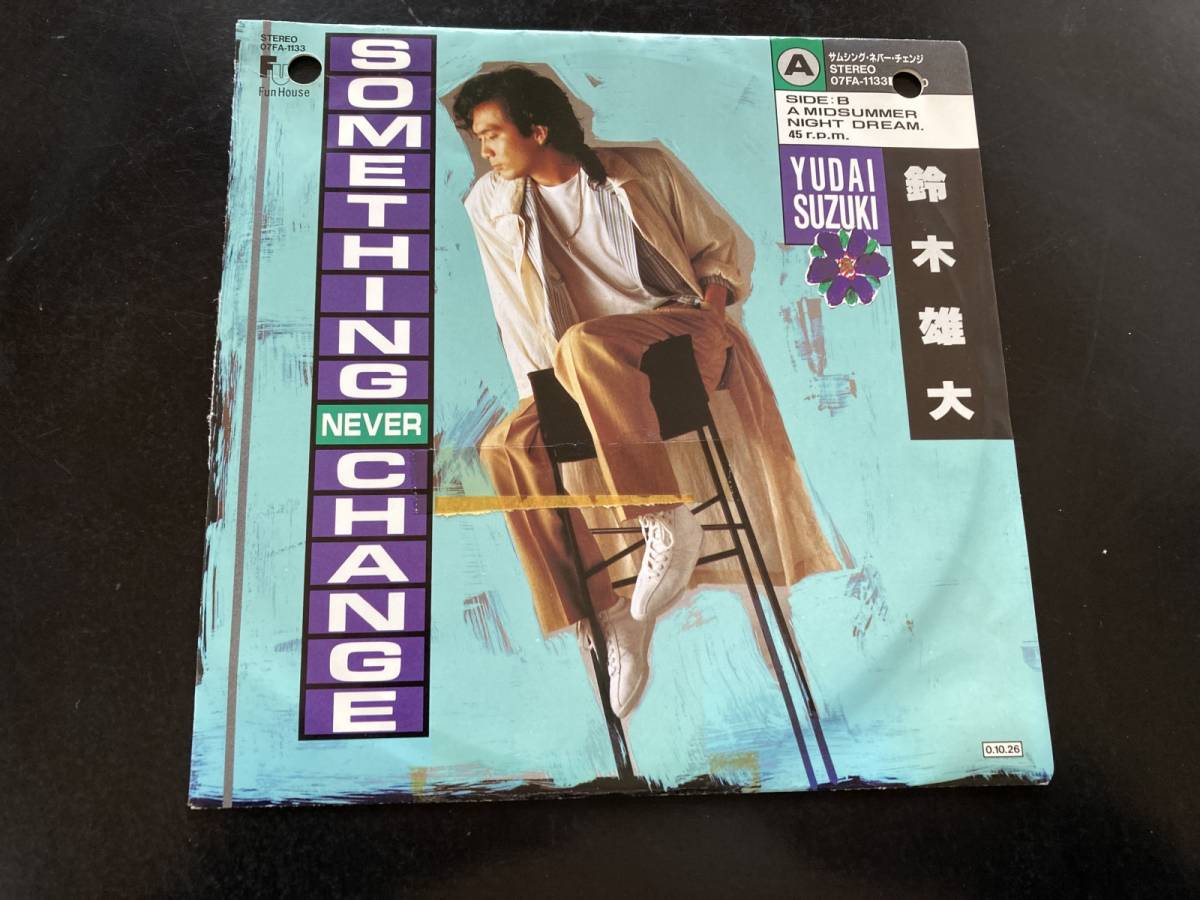 STEREO
07FA-1133
Fun House
SOMETHING
NEVER
CHANGE
A
サムシング・ネバー・チェンジ
STEREO
07FA-1133
SIDE:B
A MIDSUMMER
NIGHT DREAM.
45 r.p.m.
YUDAI
SUZUKI
鈴木雄大
0.10.26